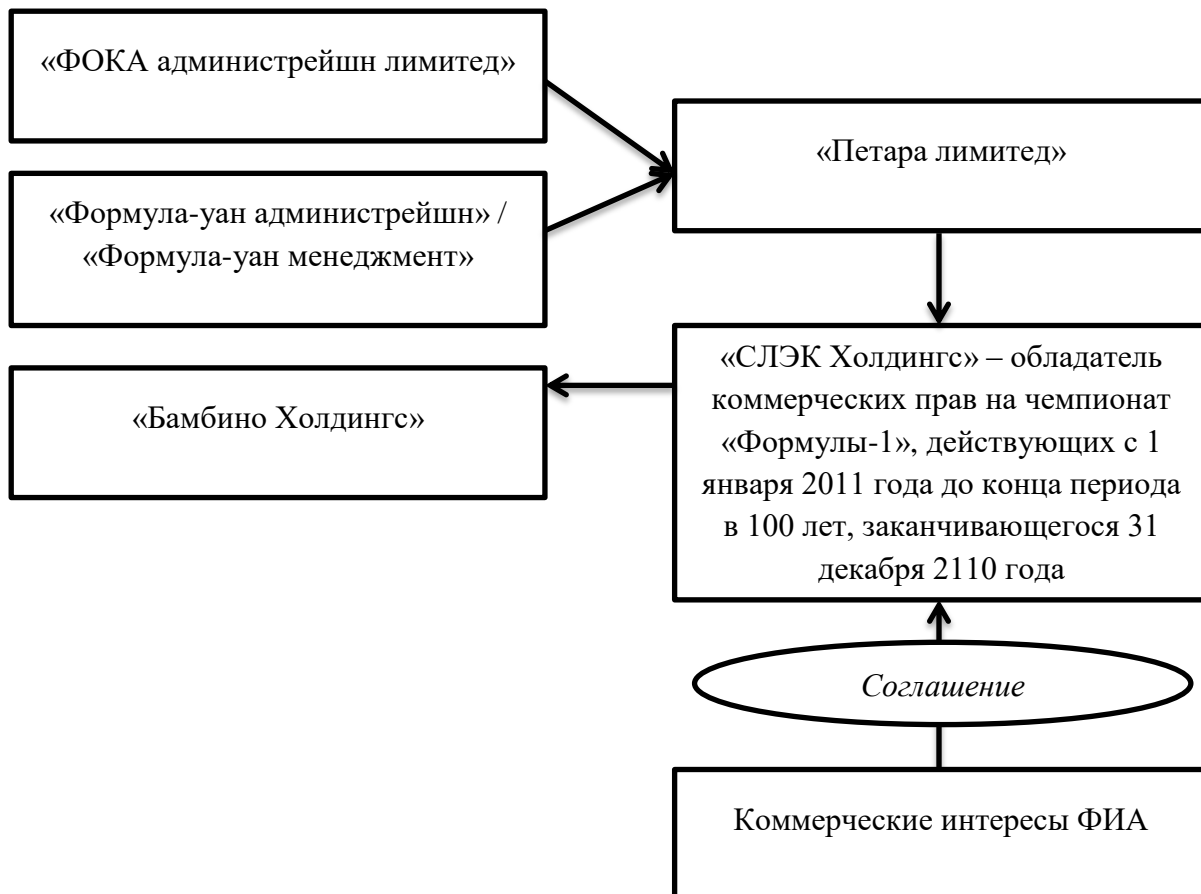 «ФОКА администрейшн лимитед»
«Петара лимитед»
«Формула-уан администрейшн» /
«Формула-уан менеджмент»
«СЛЭК Холдингс» – обладатель
коммерческих прав на чемпионат
«Формулы-1», действующих с 1
января 2011 года до конца периода
в 100 лет, заканчивающегося 31
декабря 2110 года
«Бамбино Холдингс»
Соглашение
Коммерческие интересы ФИА